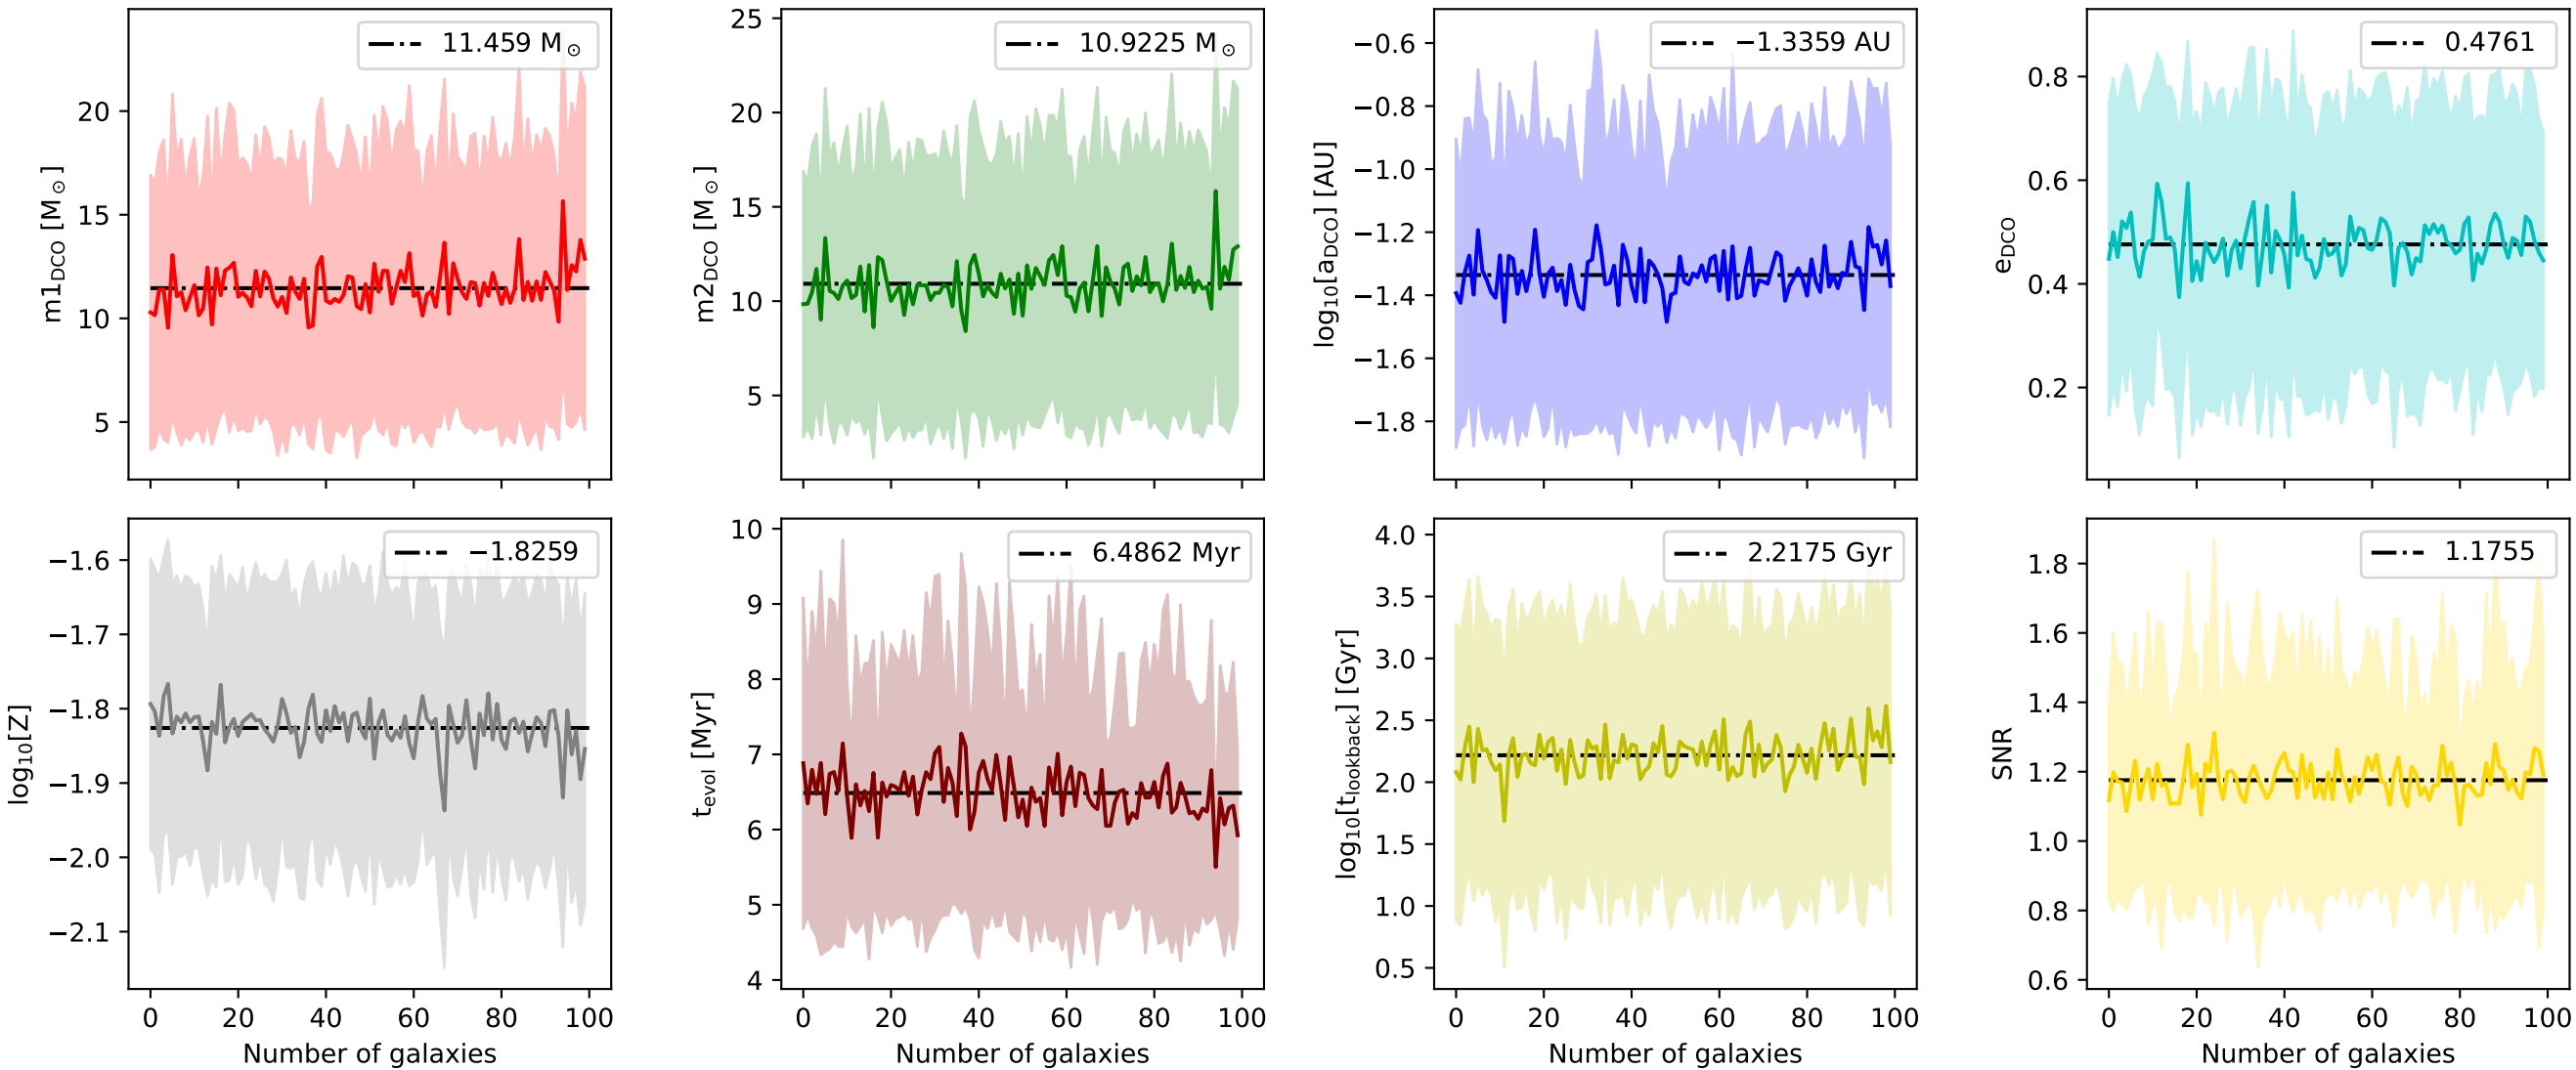 11.459 M⊙
20
15
10
5
m1DCO [M⊙]
10.9225 M⊙
25
20
15
10
5
m2DCO [M⊙]
−1.3359 AU
−0.6
−0.8
−1.0
−1.2
−1.4
−1.6
−1.8
log10[aDCO] [AU]
0.4761
0.8
0.6
0.4
0.2
eDCO
−1.8259
−1.6
−1.7
−1.8
−1.9
−2.0
−2.1
log10[Z]
0 20 40 60 80 100
Number of galaxies
6.4862 Myr
10
9
8
7
6
5
4
tevol [Myr]
0 20 40 60 80 100
Number of galaxies
2.2175 Gyr
4.0
3.5
3.0
2.5
2.0
1.5
1.0
0.5
log10[tlookback] [Gyr]
0 20 40 60 80 100
Number of galaxies
1.1755
1.8
1.6
1.4
1.2
1.0
0.8
0.6
SNR
0 20 40 60 80 100
Number of galaxies